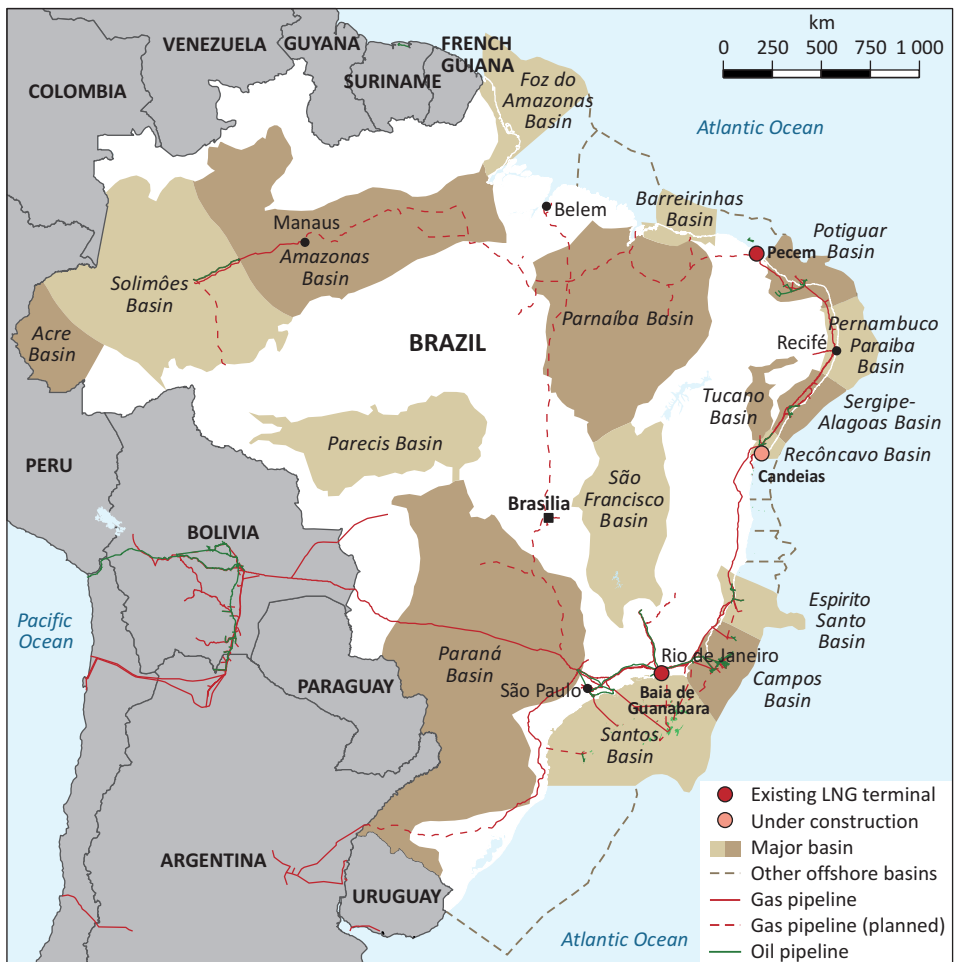 km
0 250 500 750 1 000
VENEZUELA
GUYANA
FRENCH
GUIANA
SURINAME
COLOMBIA
Foz do
Amazonas
Basin
Atlantic Ocean
Belem
Barreirinhas
Basin
Manaus
Amazonas
Basin
Potiguar
Basin
Pecem
Solimões
Basin
Parnaíba Basin
Acre
Basin
BRAZIL
Recifé
Pernambuco
Paraiba
Basin
Tucano
Basin
Sergipe-
Alagoas Basin
Parecis Basin
Recôncavo Basin
Candeias
PERU
São
Francisco
Basin
Brasilia
BOLIVIA
Pacific
Ocean
Espirito
Santo
Basin
Paraná
Basin
Rio de Janeiro
Campos
Basin
PARAGUAY
São Paulo
Baia de
Guanabara
Santos
Basin
ARGENTINA
URUGUAY
Atlantic Ocean
Existing LNG terminal
Under construction
Major basin
Other offshore basins
Gas pipeline
Gas pipeline (planned)
Oil pipeline